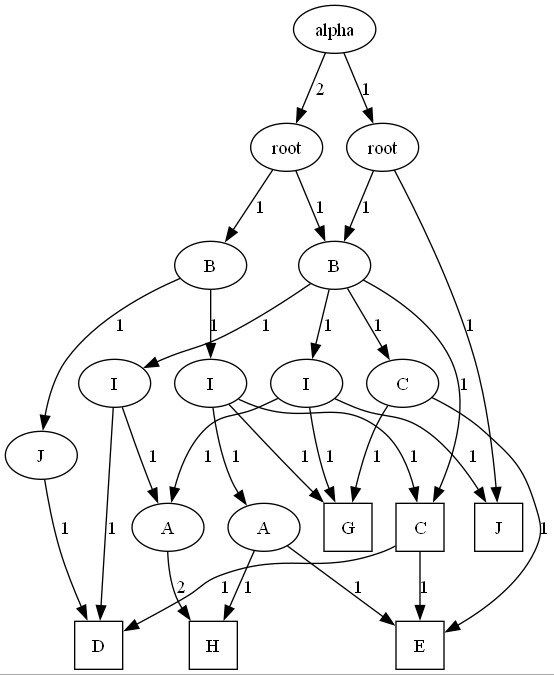 alpha
2 1
root root
1 1 1
B B
1 1 1 1 1 1
I I I C
1
J 1 1 1 1 1 1 1
A A G C J
1 1 2 1 1 1 1 1
D H E